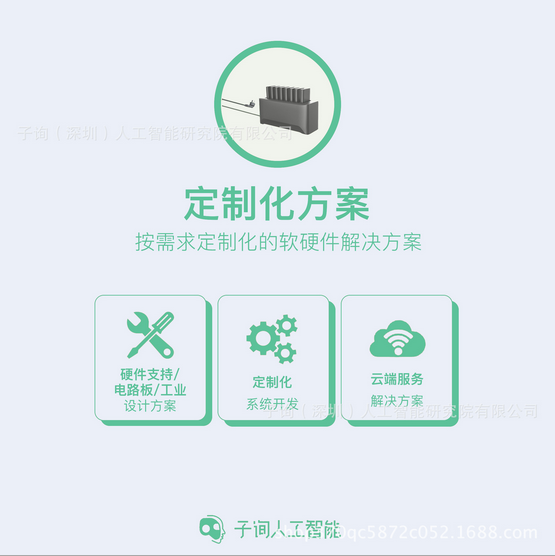 子询（深圳）人工智能研究院有限公司
定制化方案
按需求定制化的软硬件解决方案
硬件支持/
电路板/工业
设计方案
定制化
系统开发
云端服务
解决方案
子询（深圳）人工智能研究院有限公司
子询人工智能